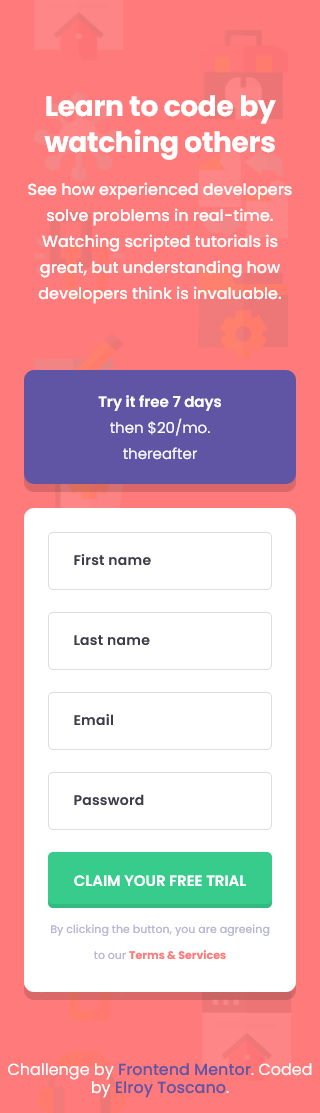 Learn to code by
watching others
See how experienced developers
solve problems in real-time.
Watching scripted tutorials is
great, but understanding how
developers think is invaluable.
Try it free 7 days
then $20/mo.
thereafter
First name
Last name
Email
Password
CLAIM YOUR FREE TRIAL
By clicking the button, you are agreeing
to our Terms & Services
Challenge by Frontend Mentor. Coded
by Elroy Toscano.